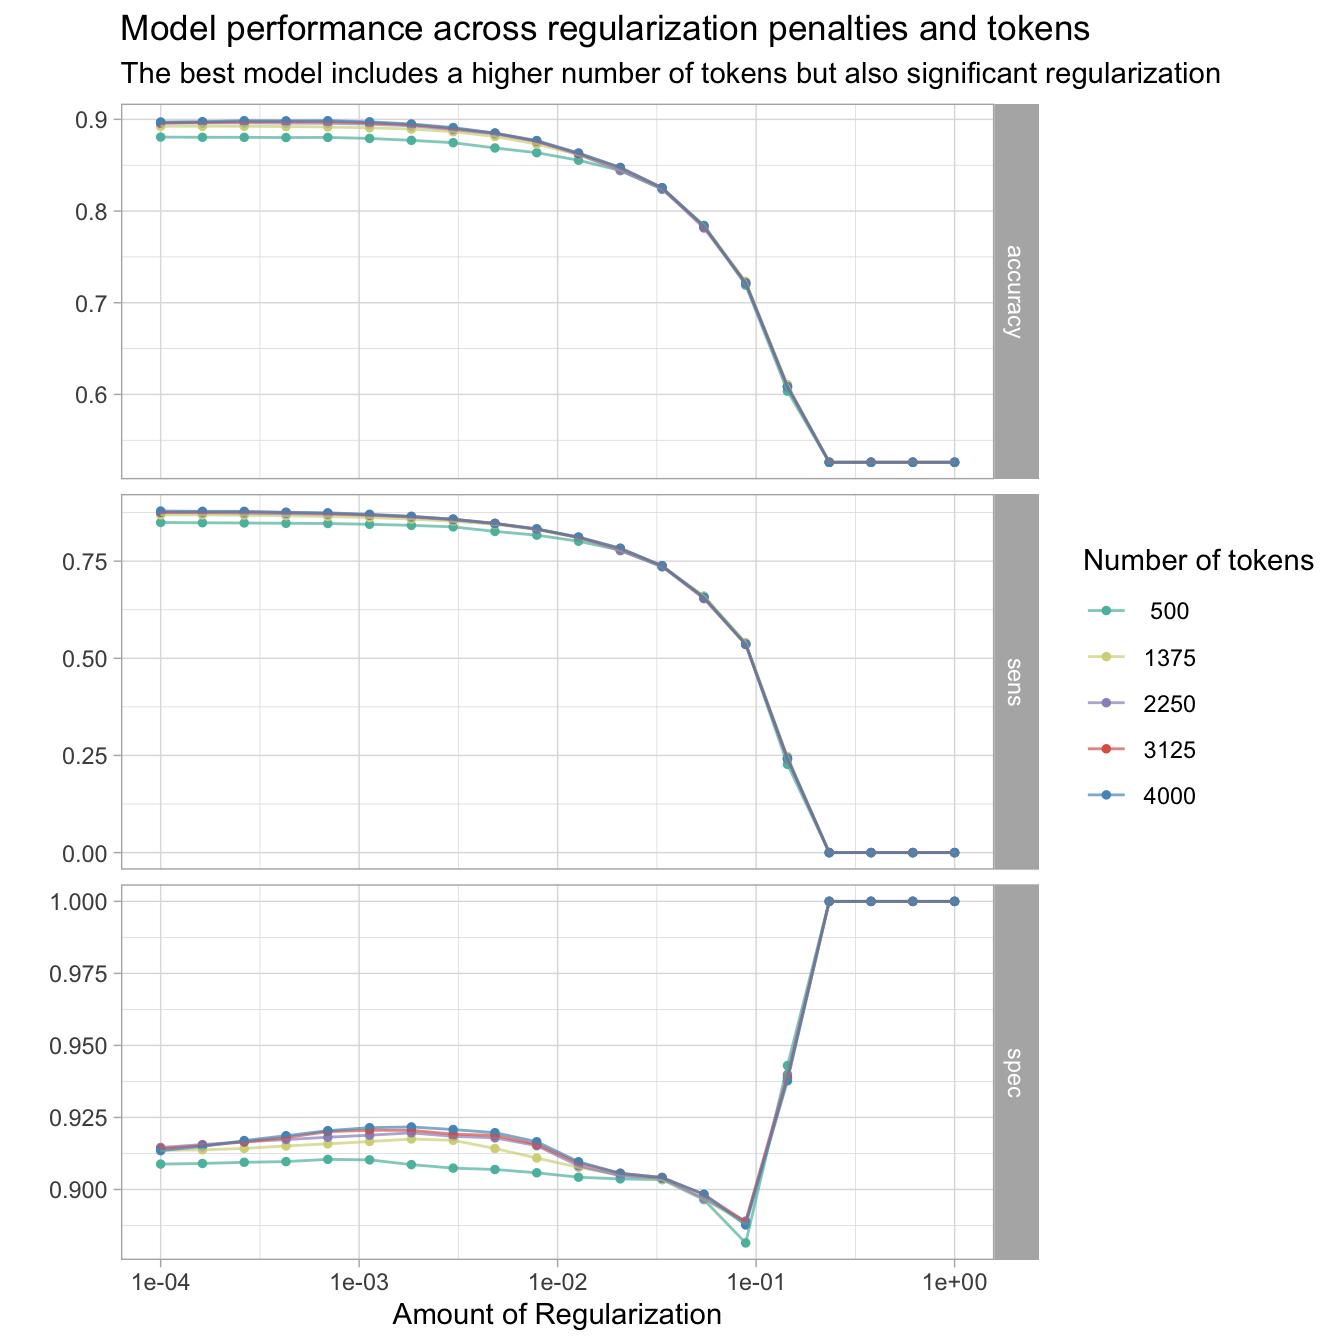 Model performance across regularization penalties and tokens
The best model includes a higher number of tokens but also significant regularization
0.9
0.8
0.7
0.6
accuracy
0.75
0.50
0.25
0.00
sens
1.000
0.975
0.950
0.925
0.900
spec
1e-04
1e-03
1e-02
1e-01
1e+00
Amount of Regularization
Number of tokens
500
1375
2250
3125
4000